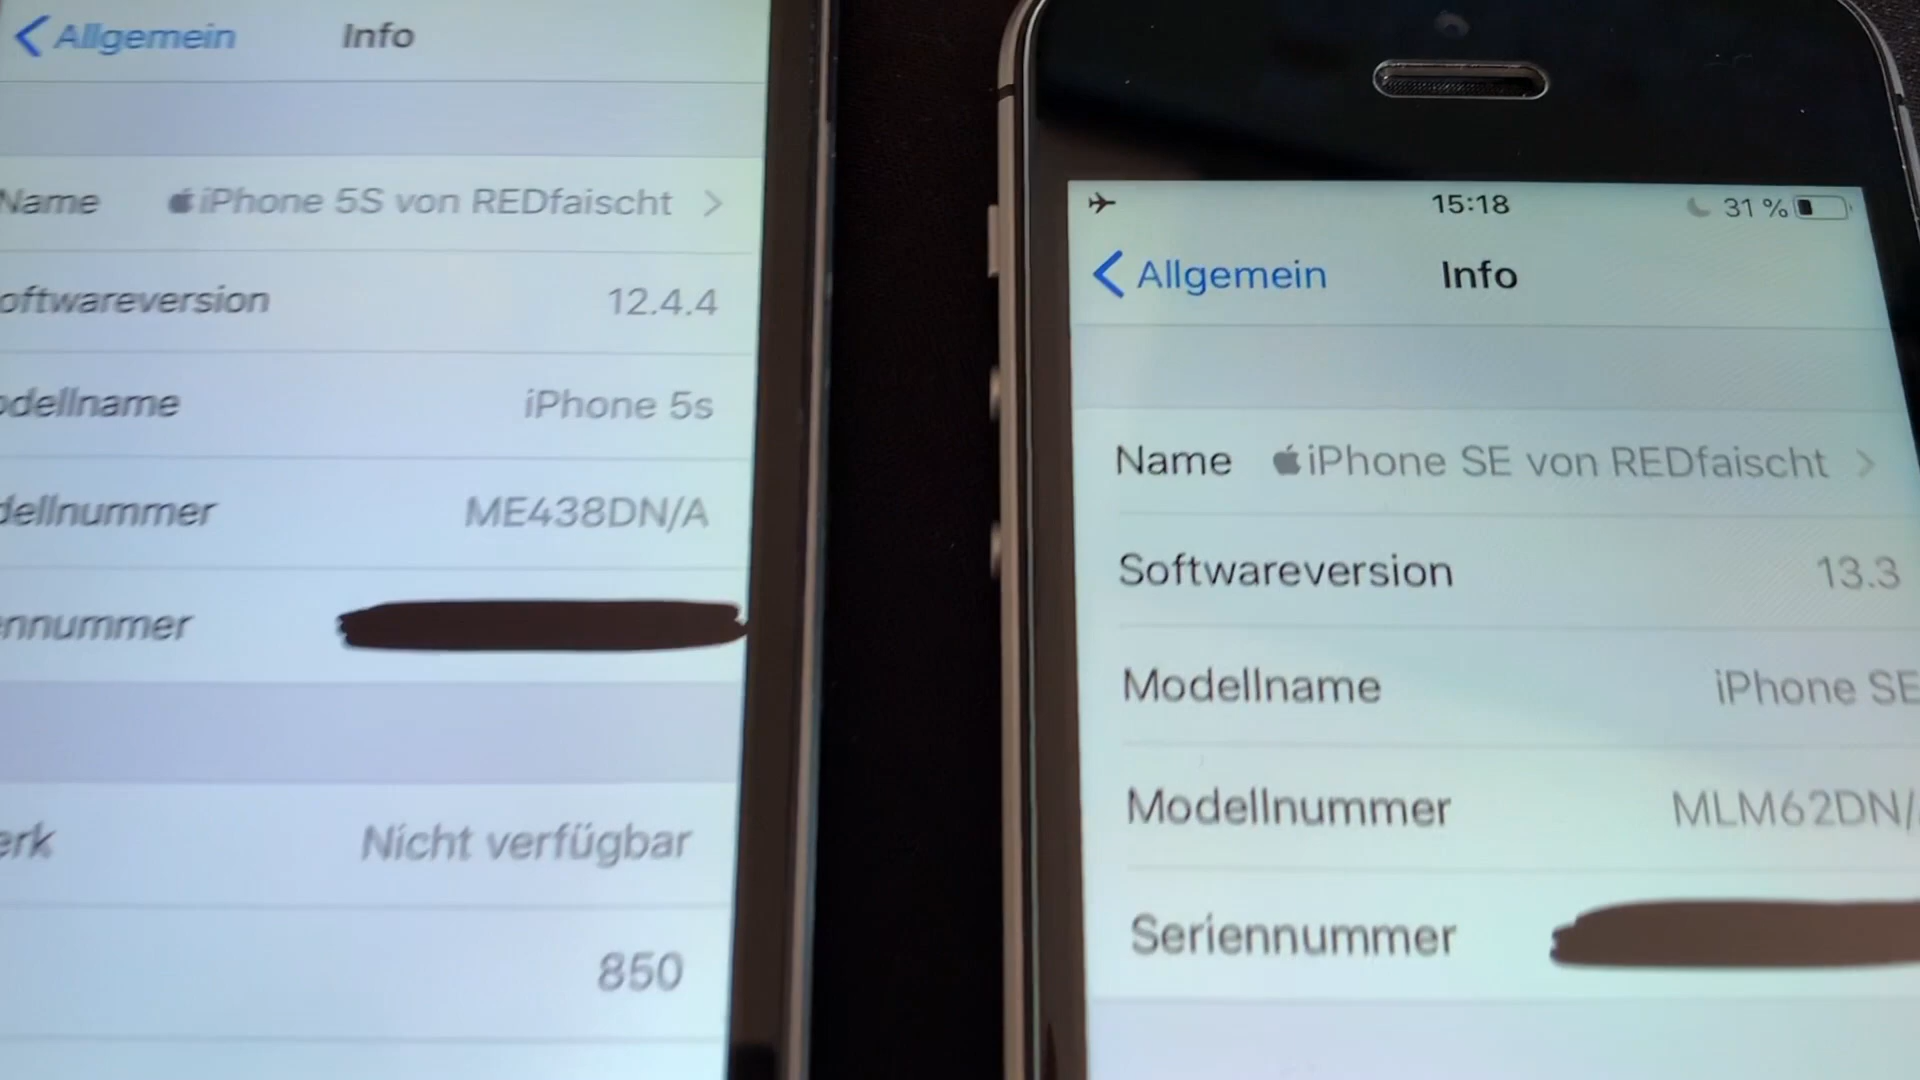 Allgemein Info
Name iPhone 5S von REDfaischt
oftwareversion 12.4.4
odellname iPhone 5s
dellnummer ME438DN/A
ennummer
erk Nicht verfügbar
850
15:18 31 %
Allgemein Info
Name iPhone SE von REDfaischt
Softwareversion 13.3
Modellname iPhone SE
Modellnummer MLM62DN/
Seriennummer